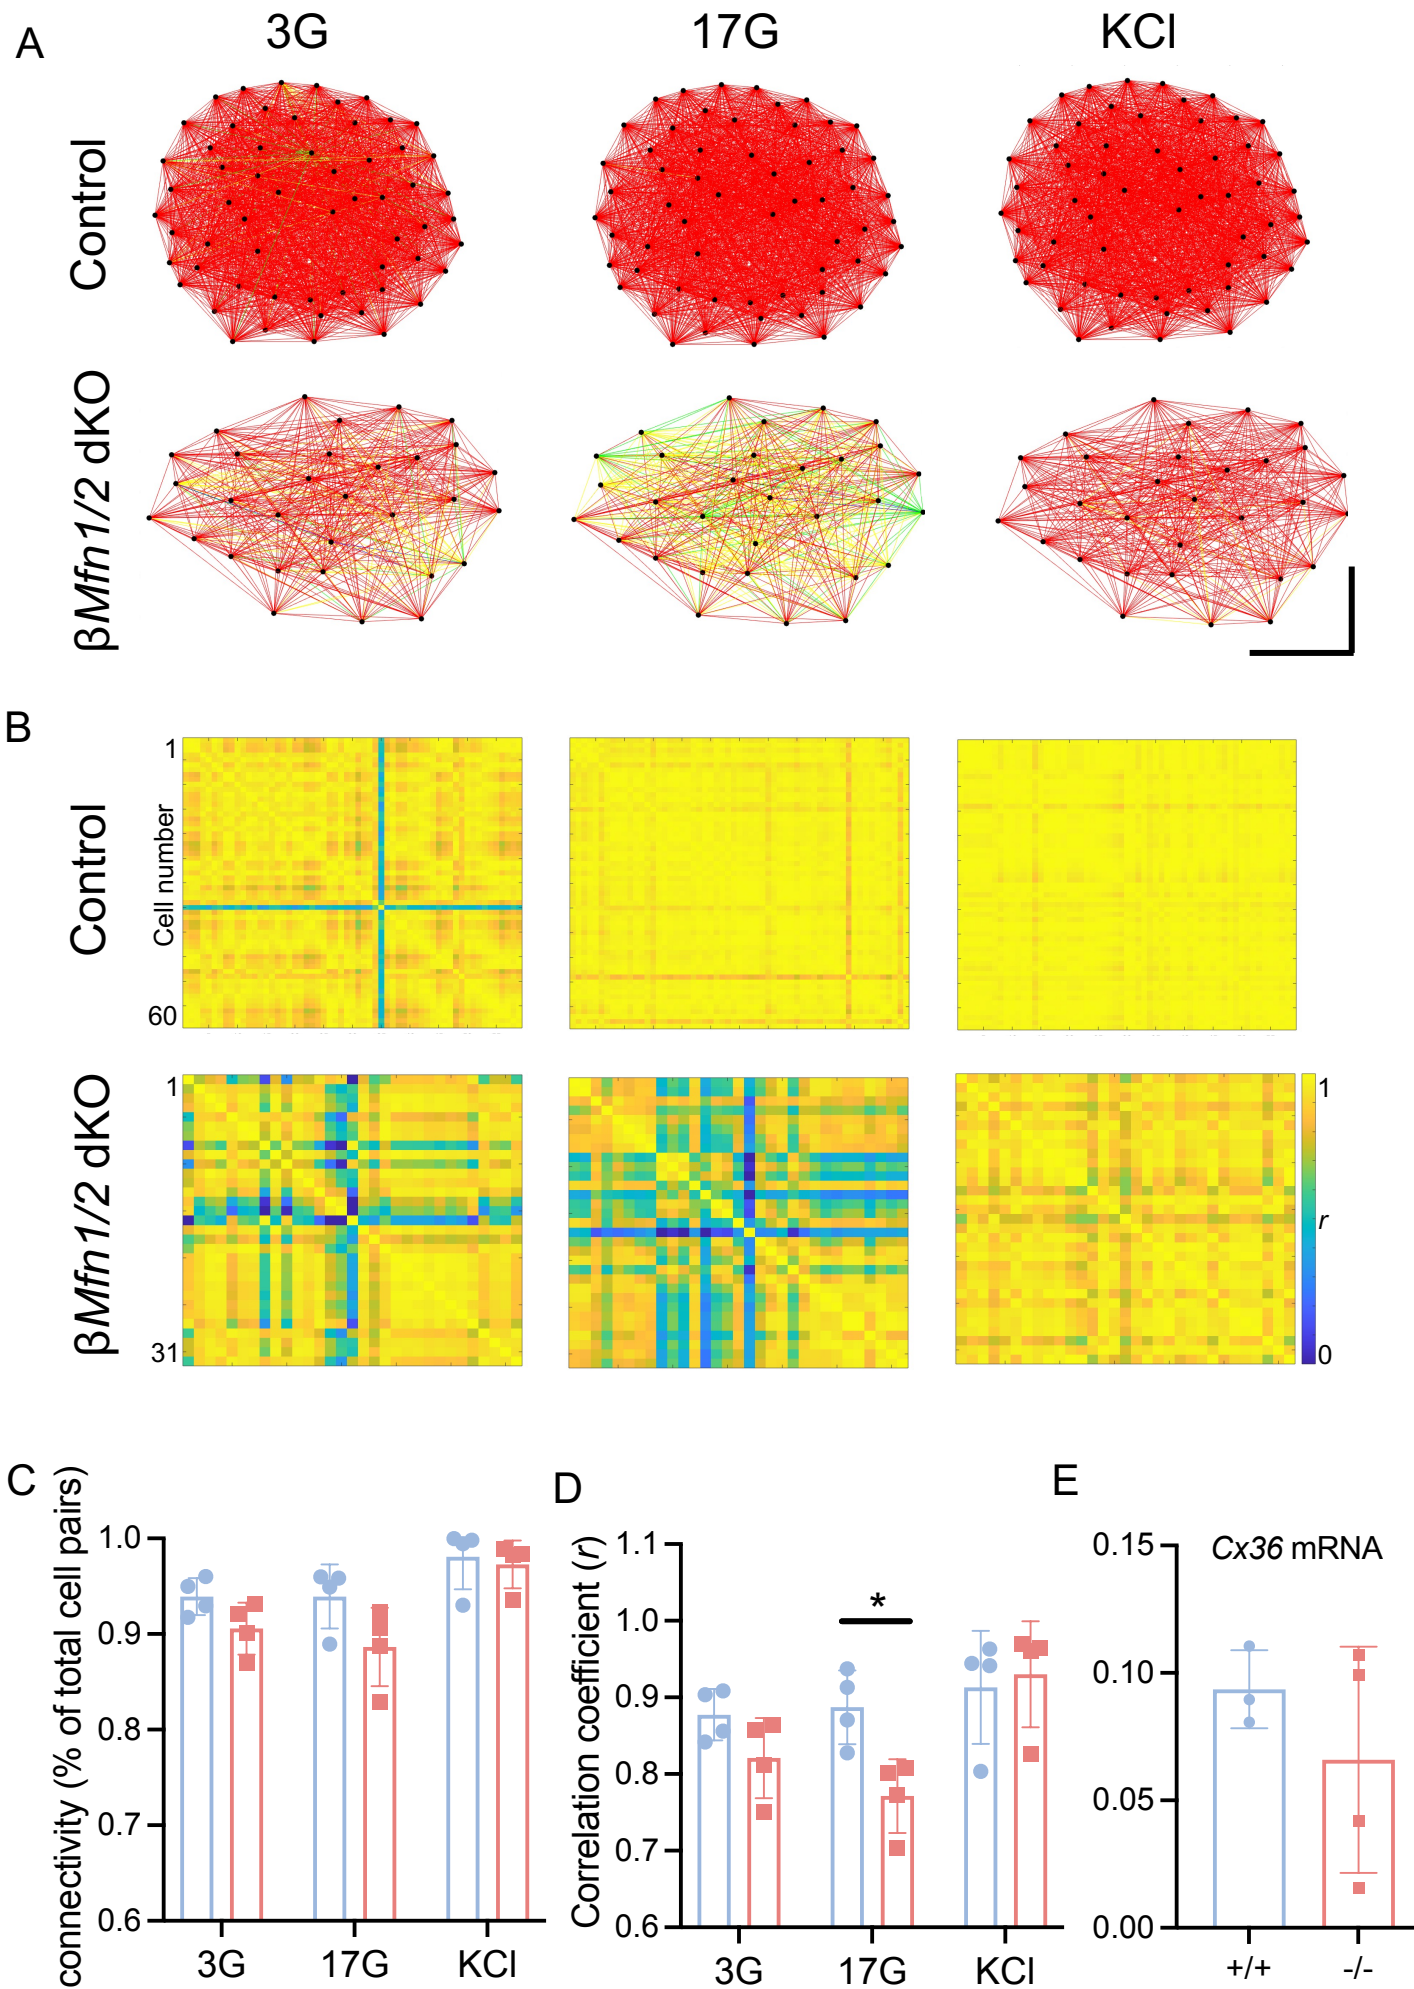 A
3G
17G
KCl
Control
βMfn1/2 dKO
B
Control
Cell number
1
60
βMfn1/2 dKO
1
31
1
r
0
C
connectivity (% of total cell pairs)
1.0
0.9
0.8
0.7
0.6
3G
17G
KCl
D
Correlation coefficient (r)
1.1
1.0
0.9
0.8
0.7
0.6
*
3G
17G
KCl
E
Cx36 mRNA
0.15
0.10
0.05
0.00
+/+
-/-